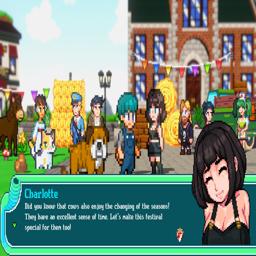 Charlotte
Did you know that cows also enjoy the changing of the seasons?
They have an excellent sense of time. Let's make this festival
special for them too!